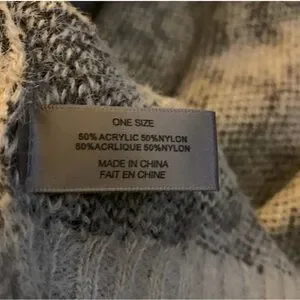 ONE SIZE
50%ACRYLIC 50%NYLON
50%ACRLIQUE 50%NYLON
MADE IN CHINA
FAIT EN CHINE